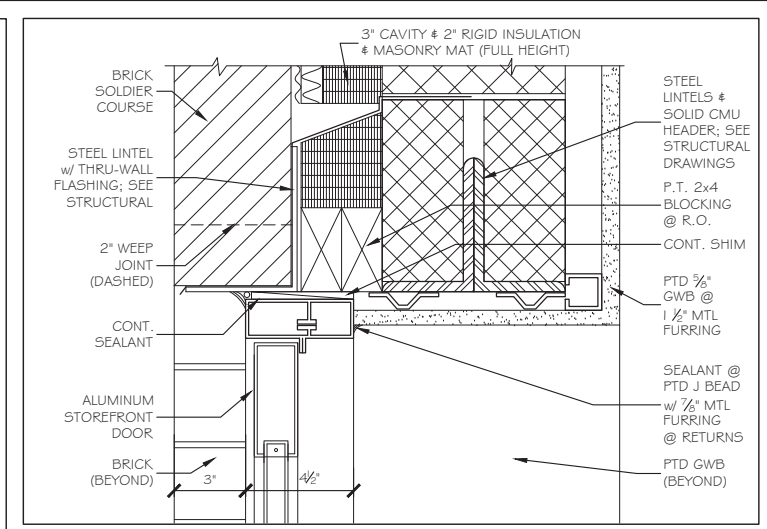 3" CAVITY & 2" RIGID INSULATION
& MASONRY MAT (FULL HEIGHT)
BRICK
SOLDIER
COURSE
STEEL LINTEL
w/ THRU-WALL
FLASHING; SEE
STRUCTURAL
2" WEEP
JOINT
(DASHED)
CONT.
SEALANT
ALUMINUM
STOREFRONT
DOOR
BRICK
(BEYOND)
3"
4½"
STEEL
LINTELS &
SOLID CMU
HEADER; SEE
STRUCTURAL
DRAWINGS
P.T. 2x4
BLOCKING
@ R.O.
CONT. SHIM
PTD ⅝"
GWB @
1 ½" MTL
FURRING
SEALANT @
PTD J BEAD
w/ ⅞" MTL
FURRING
@ RETURNS
PTD GWB
(BEYOND)